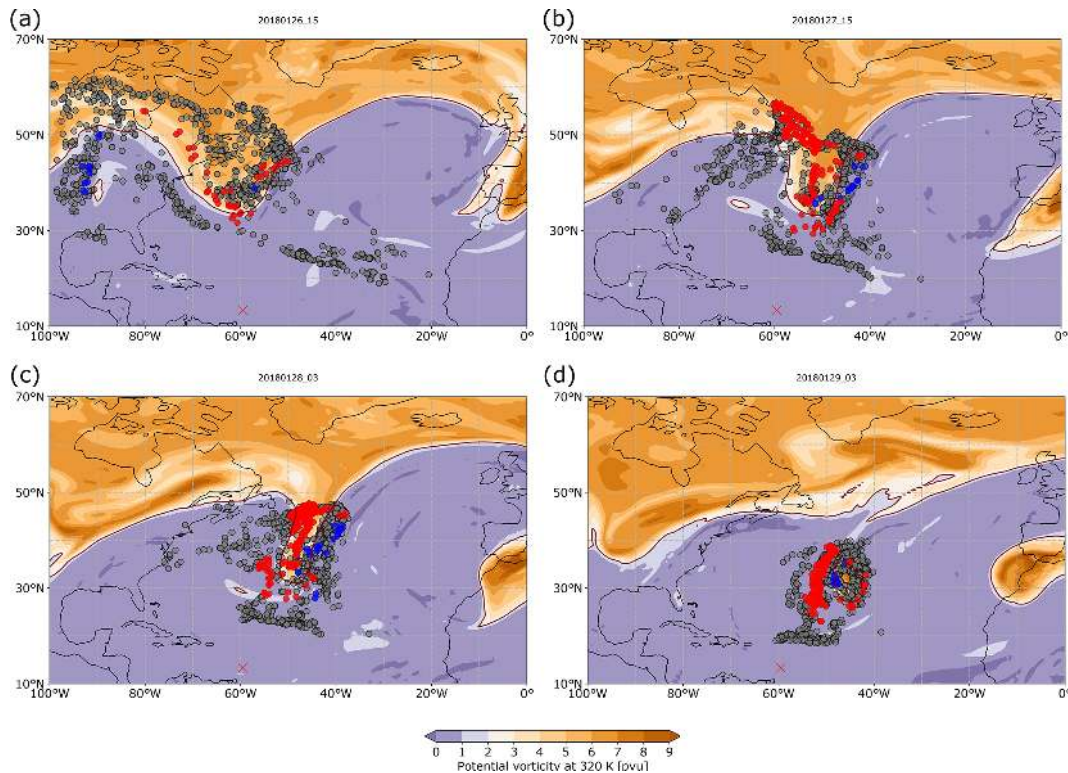 (a)
20180126_15
(b)
20180127_15
70°N
50°N
30°N
10°N
100°W 80°W 60°W 40°W 20°W 0°
70°N
50°N
30°N
10°N
100°W 80°W 60°W 40°W 20°W 0°
(c)
20180128_03
(d)
20180129_03
70°N
50°N
30°N
10°N
100°W 80°W 60°W 40°W 20°W 0°
70°N
50°N
30°N
10°N
100°W 80°W 60°W 40°W 20°W 0°
0 1 2 3 4 5 6 7 8 9
Potential vorticity at 320 K [pvu]